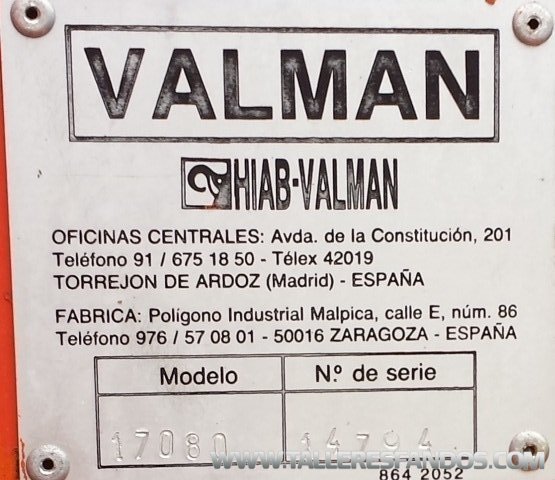 VALMAN
HIAB-VALMAN
OFICINAS CENTRALES: Avda. de la Constitución, 201
Teléfono 91 / 675 18 50 - Télex 42019
TORREJON DE ARDOZ (Madrid) - ESPAÑA
FABRICA: Polígono Industrial Malpica, calle E, núm. 86
Teléfono 976 / 57 08 01 - 50016 ZARAGOZA - ESPAÑA
Modelo Nº de serie
17080 14794
WWW.TALLERESFANDOS.COM
864 2052